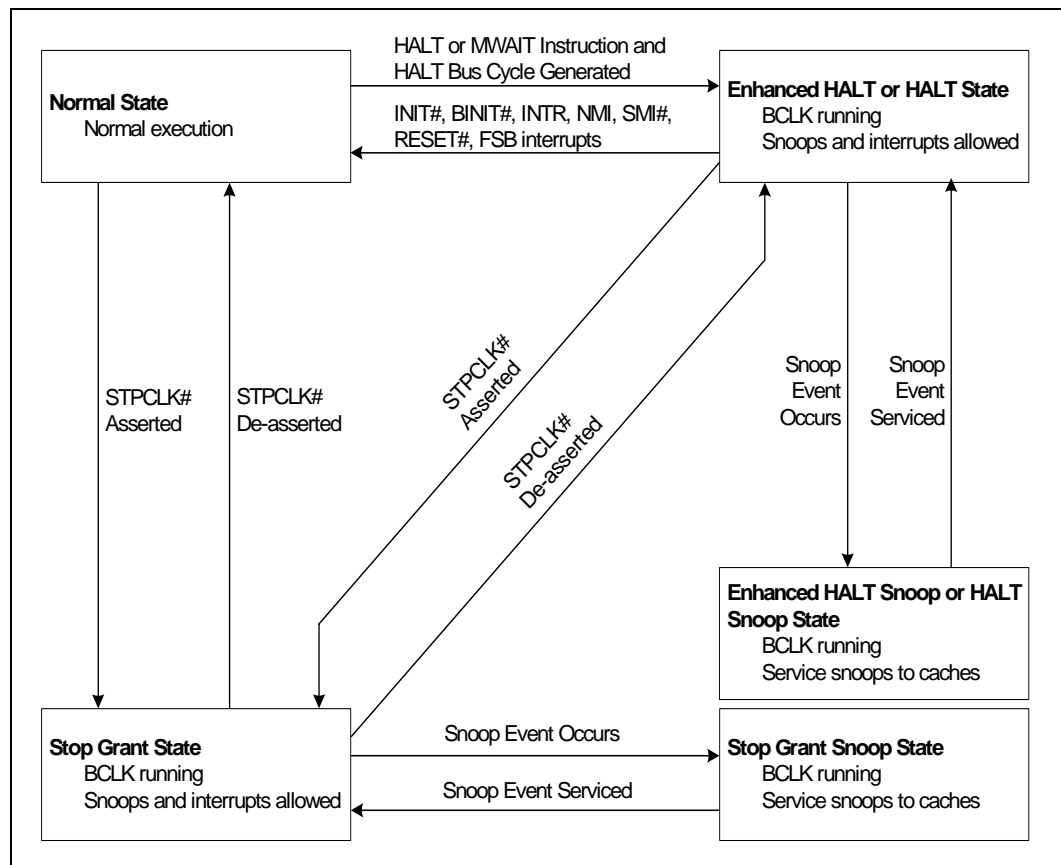 HALT or MWAIT Instruction and
HALT Bus Cycle Generated
Normal State
Normal execution
INIT#, BINIT#, INTR, NMI, SMI#,
RESET#, FSB interrupts
Enhanced HALT or HALT State
BCLK running
Snoops and interrupts allowed
STPCLK#
Asserted
STPCLK#
De-asserted
STPCLK#
Asserted
STPCLK#
De-asserted
Snoop
Event
Occurs
Snoop
Event
Serviced
Enhanced HALT Snoop or HALT
Snoop State
BCLK running
Service snoops to caches
Stop Grant State
BCLK running
Snoops and interrupts allowed
Snoop Event Occurs
Snoop Event Serviced
Stop Grant Snoop State
BCLK running
Service snoops to caches